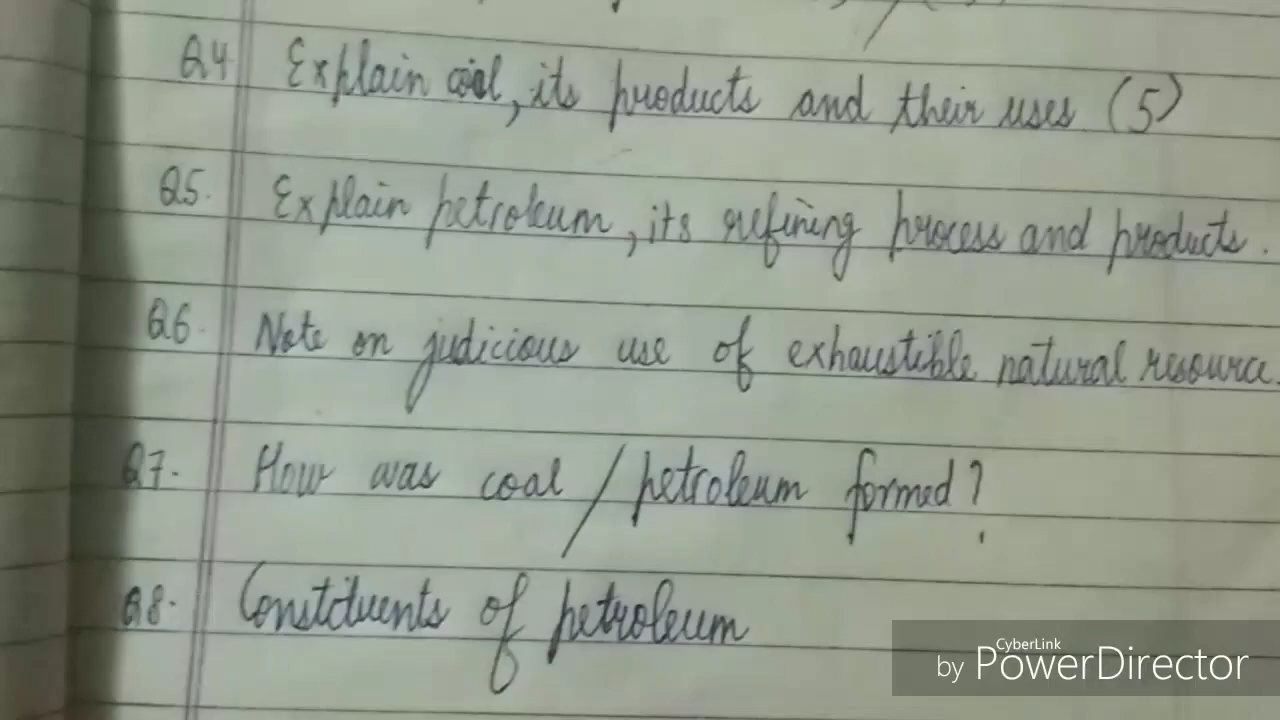 Q4 Explain coal, its products and their uses (5)
Q5. Explain petroleum, its refining process and products.
Q6. Note on judicious use of exhaustible natural resource.
Q7. How was coal / petroleum formed?
Q8. Constituents of petroleum
CyberLink
by PowerDirector